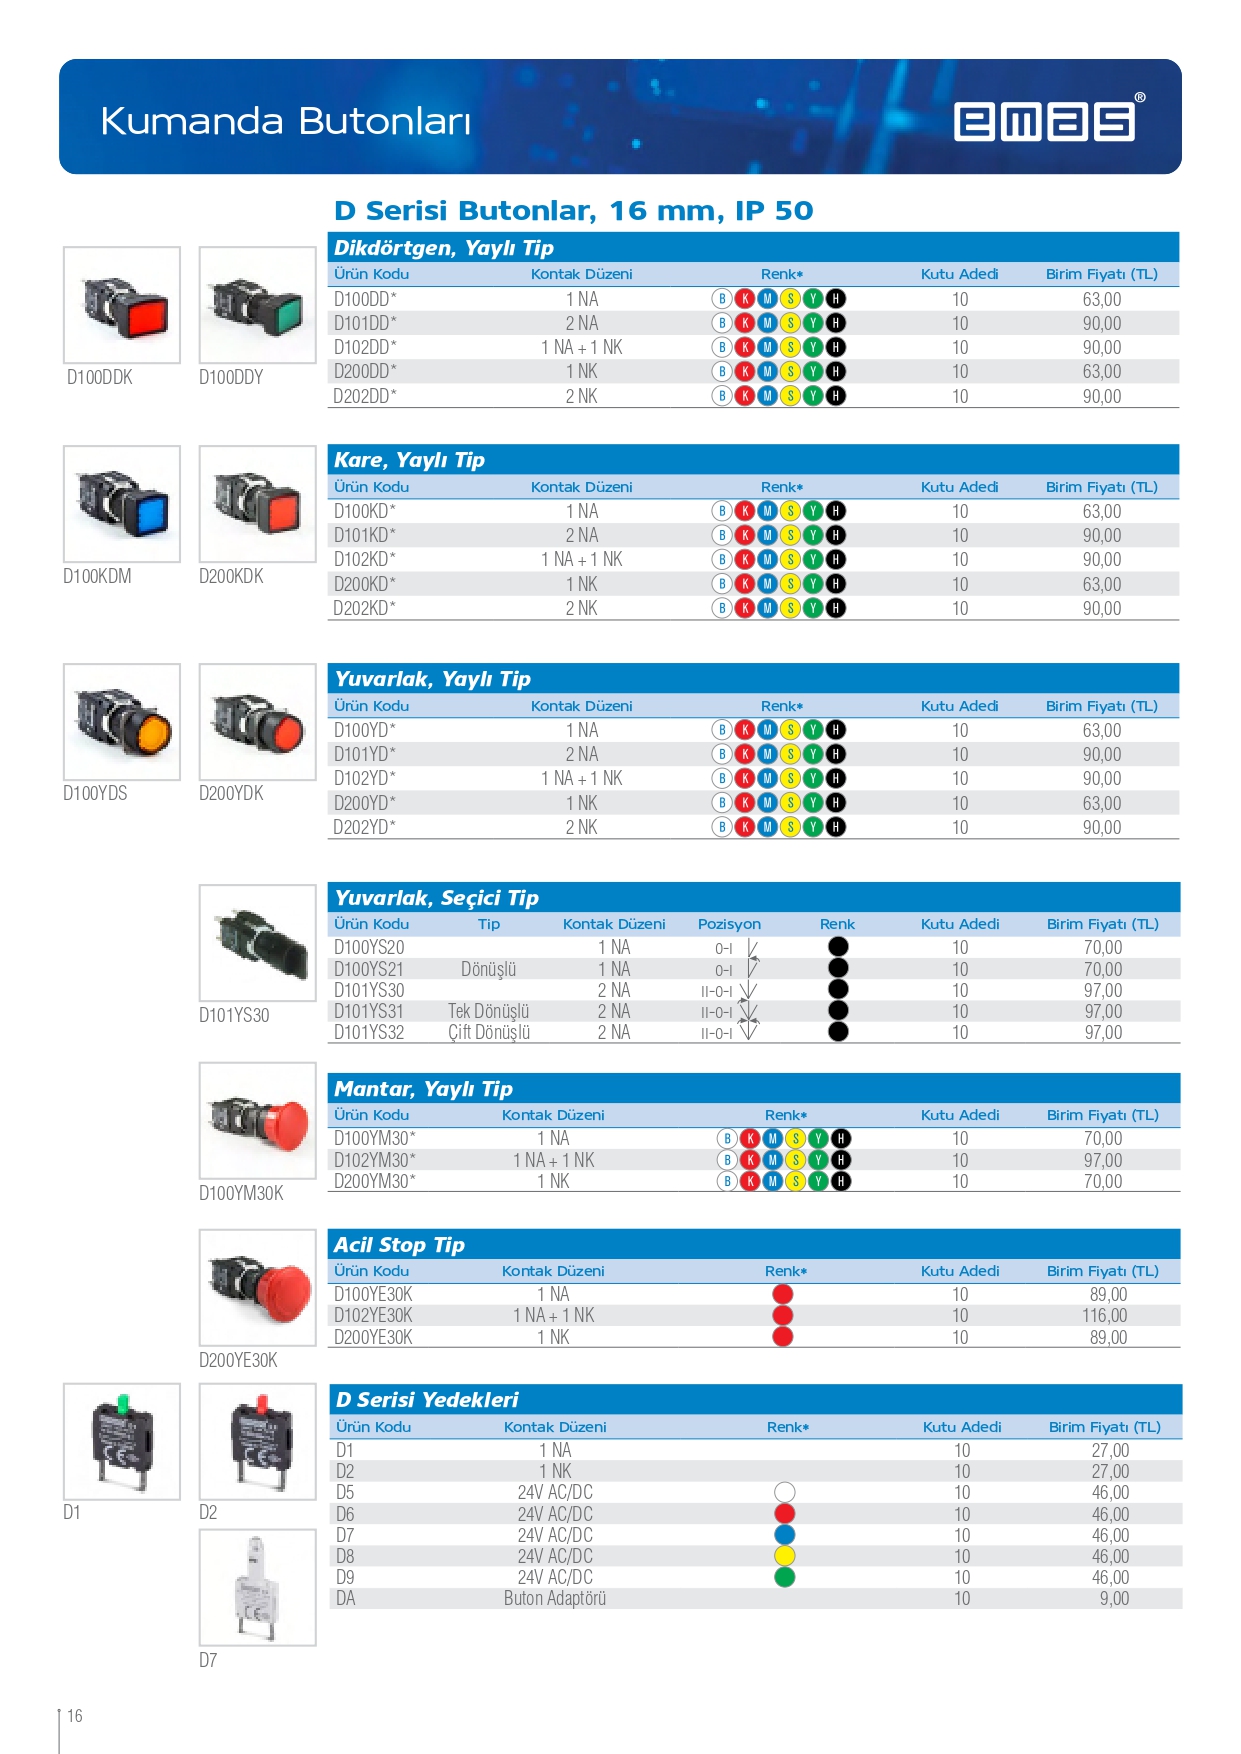 Kumanda Butonları
emas®
D Serisi Butonlar, 16 mm, IP 50
D100DDK D100DDY
Dikdörtgen, Yaylı Tip
Ürün Kodu Kontak Düzeni Renk* Kutu Adedi Birim Fiyatı (TL)
D100DD* 1 NA B K M S Y H 10 63,00
D101DD* 2 NA B K M S Y H 10 90,00
D102DD* 1 NA + 1 NK B K M S Y H 10 90,00
D200DD* 1 NK B K M S Y H 10 63,00
D202DD* 2 NK B K M S Y H 10 90,00
D100KDM D200KDK
Kare, Yaylı Tip
Ürün Kodu Kontak Düzeni Renk* Kutu Adedi Birim Fiyatı (TL)
D100KD* 1 NA B K M S Y H 10 63,00
D101KD* 2 NA B K M S Y H 10 90,00
D102KD* 1 NA + 1 NK B K M S Y H 10 90,00
D200KD* 1 NK B K M S Y H 10 63,00
D202KD* 2 NK B K M S Y H 10 90,00
D100YDS D200YDK
Yuvarlak, Yaylı Tip
Ürün Kodu Kontak Düzeni Renk* Kutu Adedi Birim Fiyatı (TL)
D100YD* 1 NA B K M S Y H 10 63,00
D101YD* 2 NA B K M S Y H 10 90,00
D102YD* 1 NA + 1 NK B K M S Y H 10 90,00
D200YD* 1 NK B K M S Y H 10 63,00
D202YD* 2 NK B K M S Y H 10 90,00
D101YS30
Yuvarlak, Seçici Tip
Ürün Kodu Tip Kontak Düzeni Pozisyon Renk Kutu Adedi Birim Fiyatı (TL)
D100YS20 1 NA 0-I 10 70,00
D100YS21 Dönüşlü 1 NA 0-I 10 70,00
D101YS30 2 NA II-0-I 10 97,00
D101YS31 Tek Dönüşlü 2 NA II-0-I 10 97,00
D101YS32 Çift Dönüşlü 2 NA II-0-I 10 97,00
D100YM30K
Mantar, Yaylı Tip
Ürün Kodu Kontak Düzeni Renk* Kutu Adedi Birim Fiyatı (TL)
D100YM30* 1 NA B K M S Y H 10 70,00
D102YM30* 1 NA + 1 NK B K M S Y H 10 97,00
D200YM30* 1 NK B K M S Y H 10 70,00
D200YE30K
Acil Stop Tip
Ürün Kodu Kontak Düzeni Renk* Kutu Adedi Birim Fiyatı (TL)
D100YE30K 1 NA 10 89,00
D102YE30K 1 NA + 1 NK 10 116,00
D200YE30K 1 NK 10 89,00
D1 D2
D7
D Serisi Yedekleri
Ürün Kodu Kontak Düzeni Renk* Kutu Adedi Birim Fiyatı (TL)
D1 1 NA 10 27,00
D2 1 NK 10 27,00
D5 24V AC/DC 10 46,00
D6 24V AC/DC 10 46,00
D7 24V AC/DC 10 46,00
D8 24V AC/DC 10 46,00
D9 24V AC/DC 10 46,00
DA Buton Adaptörü 10 9,00
16